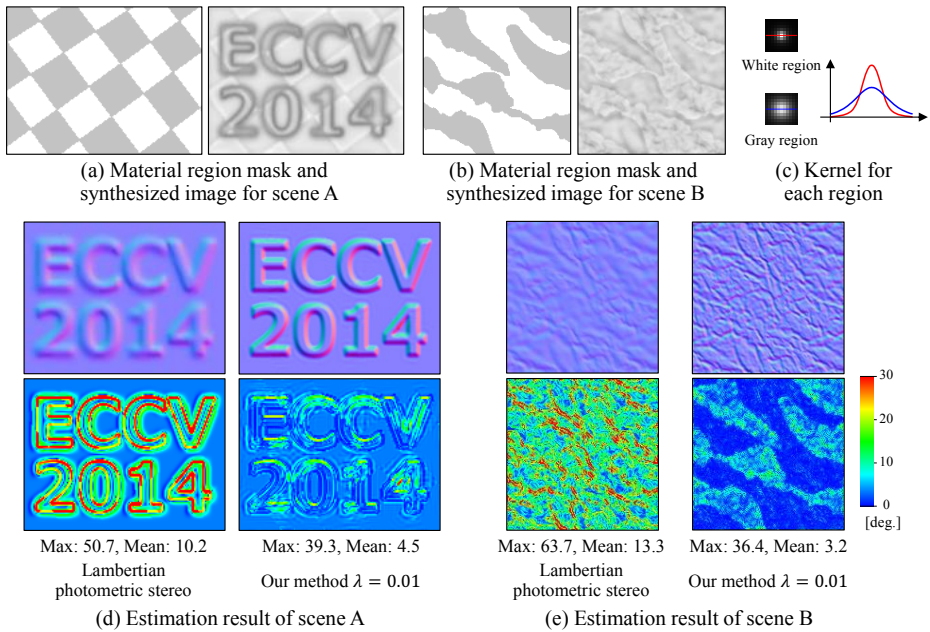 ECCV
2014
White region
Gray region
(a) Material region mask and
synthesized image for scene A
(b) Material region mask and
synthesized image for scene B
(c) Kernel for
each region
ECCV
2014
ECCV
2014
ECCV
2014
ECCV
2014
30
20
10
0
[deg.]
Max: 50.7, Mean: 10.2
Lambertian
photometric stereo
Max: 39.3, Mean: 4.5
Our method λ = 0.01
Max: 63.7, Mean: 13.3
Lambertian
photometric stereo
Max: 36.4, Mean: 3.2
Our method λ = 0.01
(d) Estimation result of scene A
(e) Estimation result of scene B